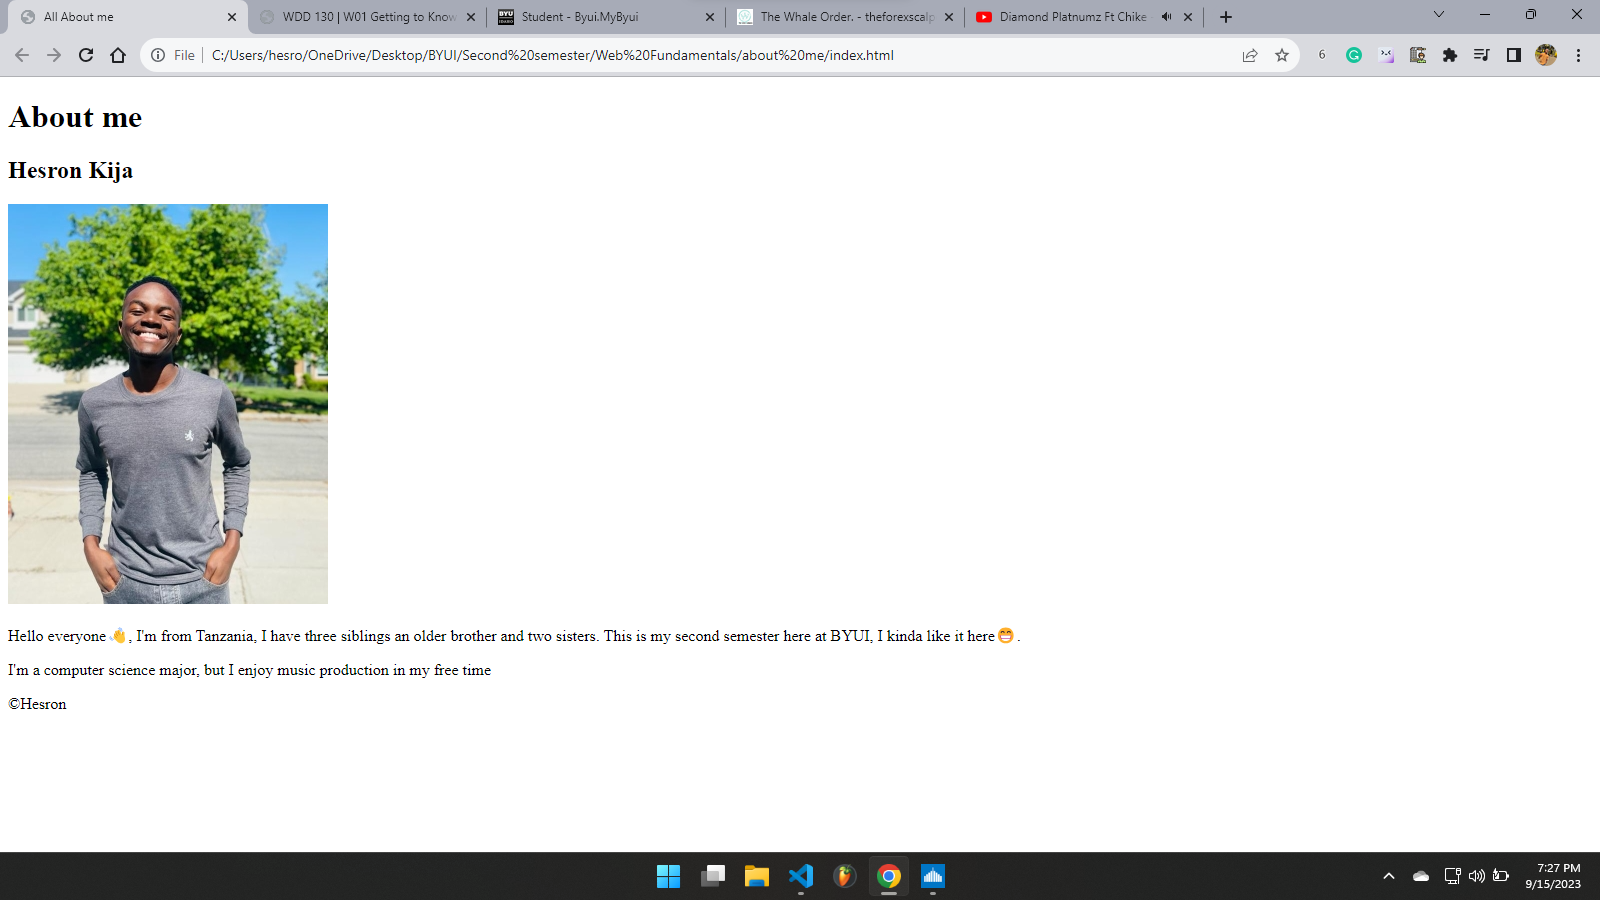 All About me
WDD 130 | W01 Getting to Know
BYU
Student - Byui.MyByui
The Whale Order. - theforexscalp
Diamond Platnumz Ft Chike
File
C:/Users/hesro/OneDrive/Desktop/BYUI/Second%20semester/Web%20Fundamentals/about%20me/index.html
6
About me
Hesron Kija
Hello everyone👋, I'm from Tanzania, I have three siblings an older brother and two sisters. This is my second semester here at BYUI, I kinda like it here😁.
I'm a computer science major, but I enjoy music production in my free time
©Hesron
7:27 PM
9/15/2023